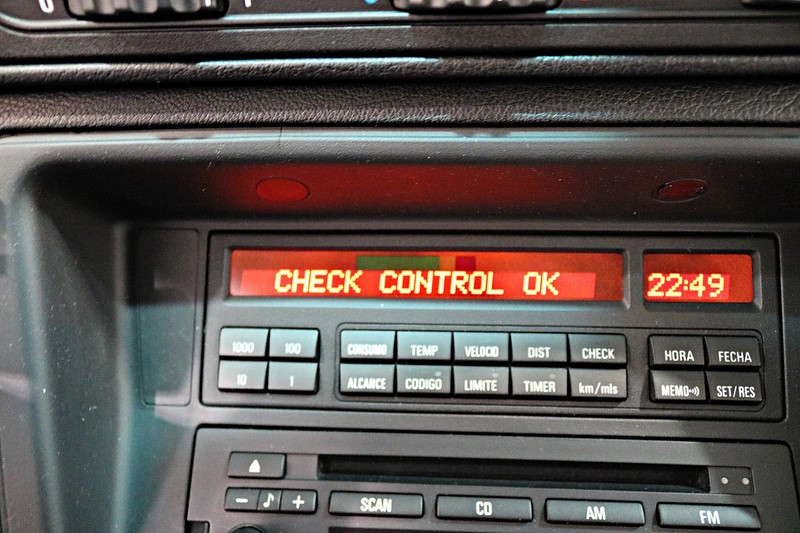 0
CHECK CONTROL OK 22:49
1000 100 CONSUMO TEMP VELOCID DIST CHECK HORA FECHA
10 1 ALCANCE CODIGO LIMITE TIMER km/mls MEMO SET/RES
− + SCAN CD AM FM